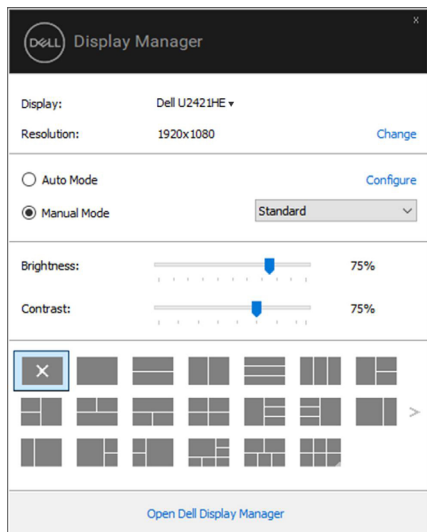 x
DELL Display Manager
Display: Dell U2421HE
Resolution: 1920x1080 Change
Auto Mode Configure
Manual Mode Standard
Brightness: 75%
Contrast: 75%
Open Dell Display Manager